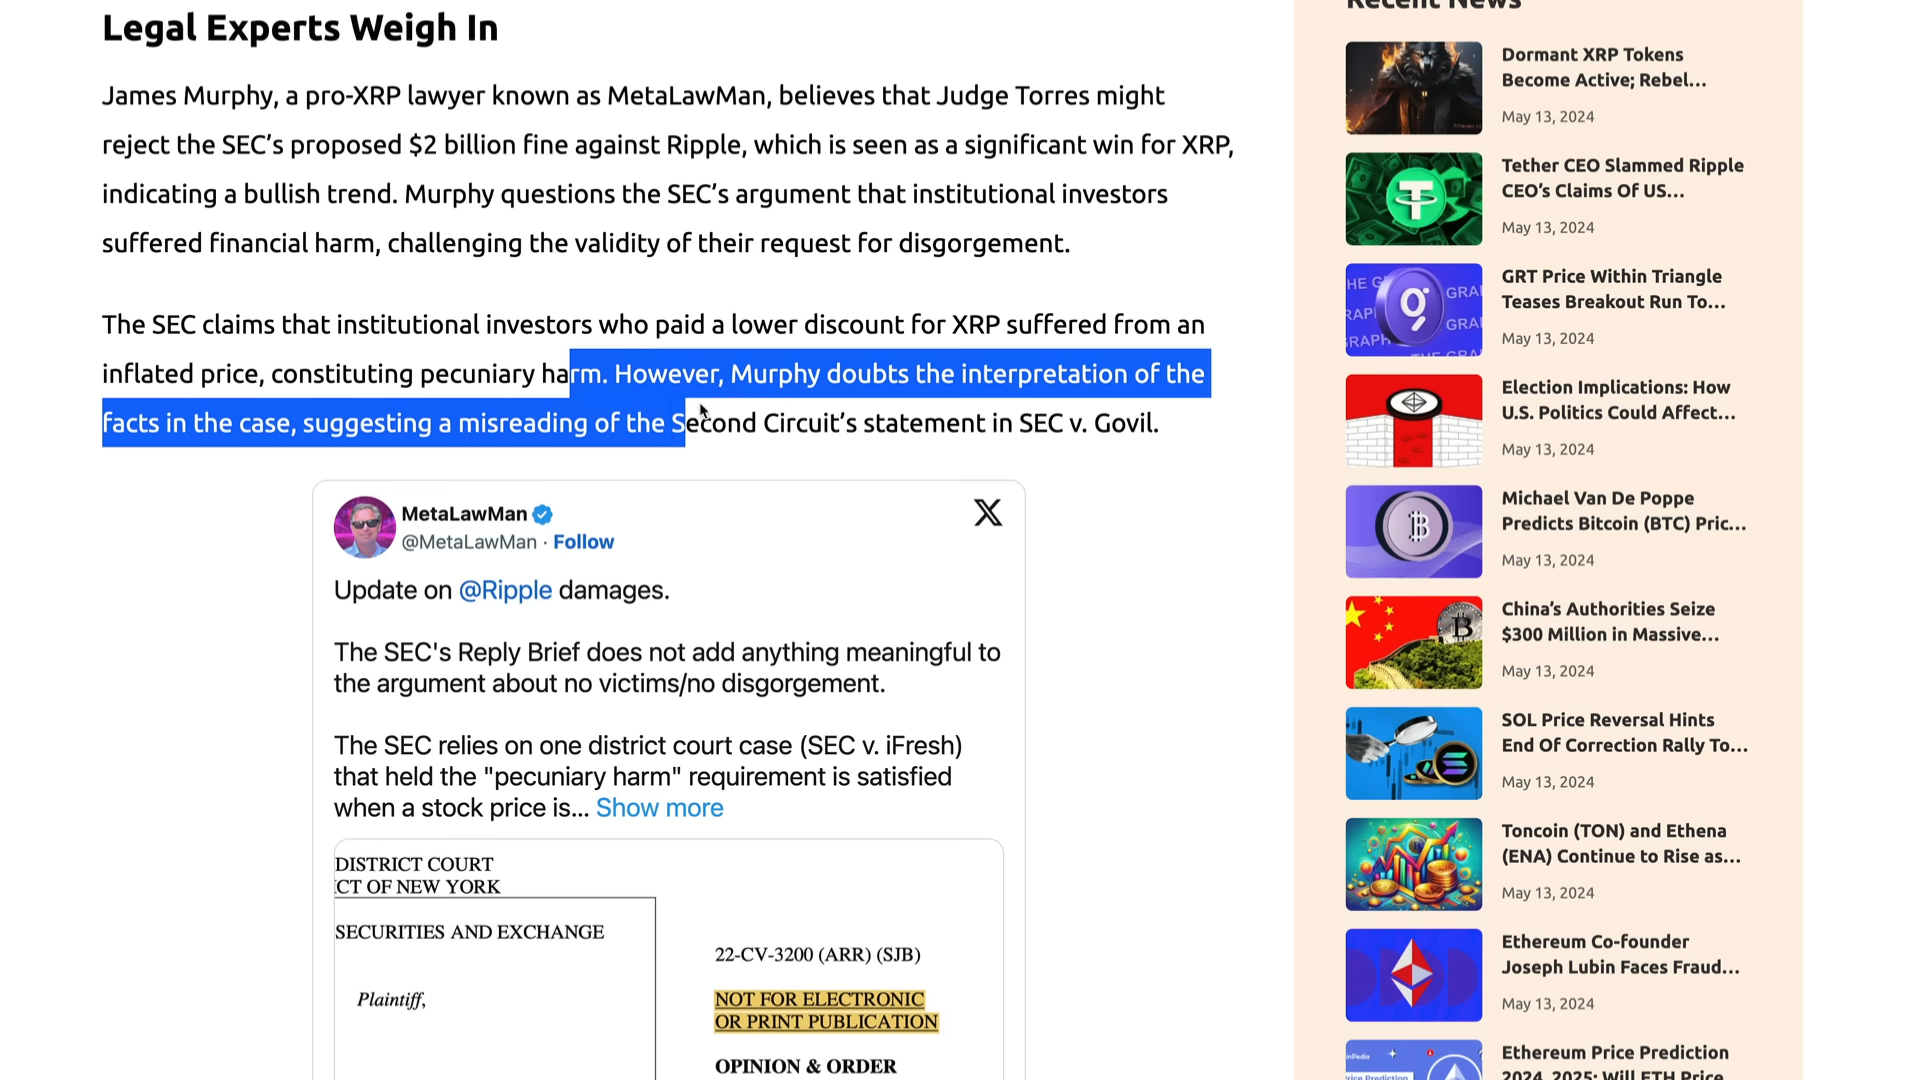 Legal Experts Weigh In
James Murphy, a pro-XRP lawyer known as MetaLawMan, believes that Judge Torres might
reject the SEC’s proposed $2 billion fine against Ripple, which is seen as a significant win for XRP,
indicating a bullish trend. Murphy questions the SEC’s argument that institutional investors
suffered financial harm, challenging the validity of their request for disgorgement.
The SEC claims that institutional investors who paid a lower discount for XRP suffered from an
inflated price, constituting pecuniary harm. However, Murphy doubts the interpretation of the
facts in the case, suggesting a misreading of the Second Circuit’s statement in SEC v. Govil.
MetaLawMan
@MetaLawMan · Follow
Update on @Ripple damages.
The SEC's Reply Brief does not add anything meaningful to
the argument about no victims/no disgorgement.
The SEC relies on one district court case (SEC v. iFresh)
that held the "pecuniary harm" requirement is satisfied
when a stock price is... Show more
DISTRICT COURT
CT OF NEW YORK
SECURITIES AND EXCHANGE
Plaintiff,
22-CV-3200 (ARR) (SJB)
NOT FOR ELECTRONIC
OR PRINT PUBLICATION
OPINION & ORDER
Recent News
Dormant XRP Tokens
Become Active; Rebel...
May 13, 2024
Tether CEO Slammed Ripple
CEO’s Claims Of US...
May 13, 2024
GRT Price Within Triangle
Teases Breakout Run To...
May 13, 2024
Election Implications: How
U.S. Politics Could Affect...
May 13, 2024
Michael Van De Poppe
Predicts Bitcoin (BTC) Pric...
May 13, 2024
China’s Authorities Seize
$300 Million in Massive...
May 13, 2024
SOL Price Reversal Hints
End Of Correction Rally To...
May 13, 2024
Toncoin (TON) and Ethena
(ENA) Continue to Rise as...
May 13, 2024
Ethereum Co-founder
Joseph Lubin Faces Fraud...
May 13, 2024
Ethereum Price Prediction
2024, 2025: Will ETH Price